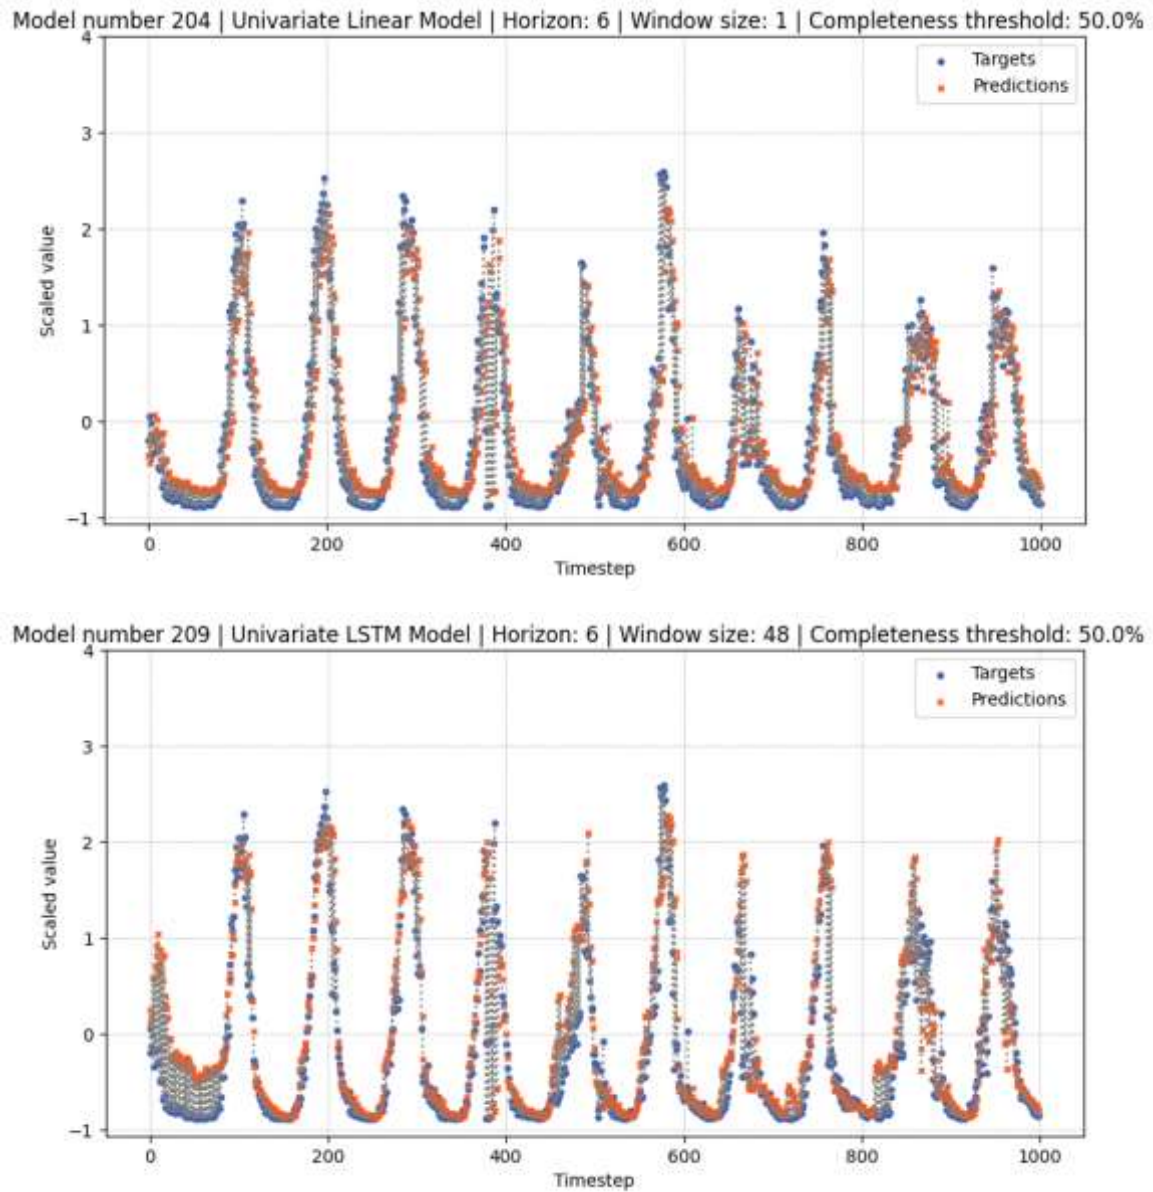 Model number 204 | Univariate Linear Model | Horizon: 6 | Window size: 1 | Completeness threshold: 50.0%
Targets
Predictions
4
3
2
1
0
−1
Scaled value
0 200 400 600 800 1000
Timestep
Model number 209 | Univariate LSTM Model | Horizon: 6 | Window size: 48 | Completeness threshold: 50.0%
Targets
Predictions
4
3
2
1
0
−1
Scaled value
0 200 400 600 800 1000
Timestep